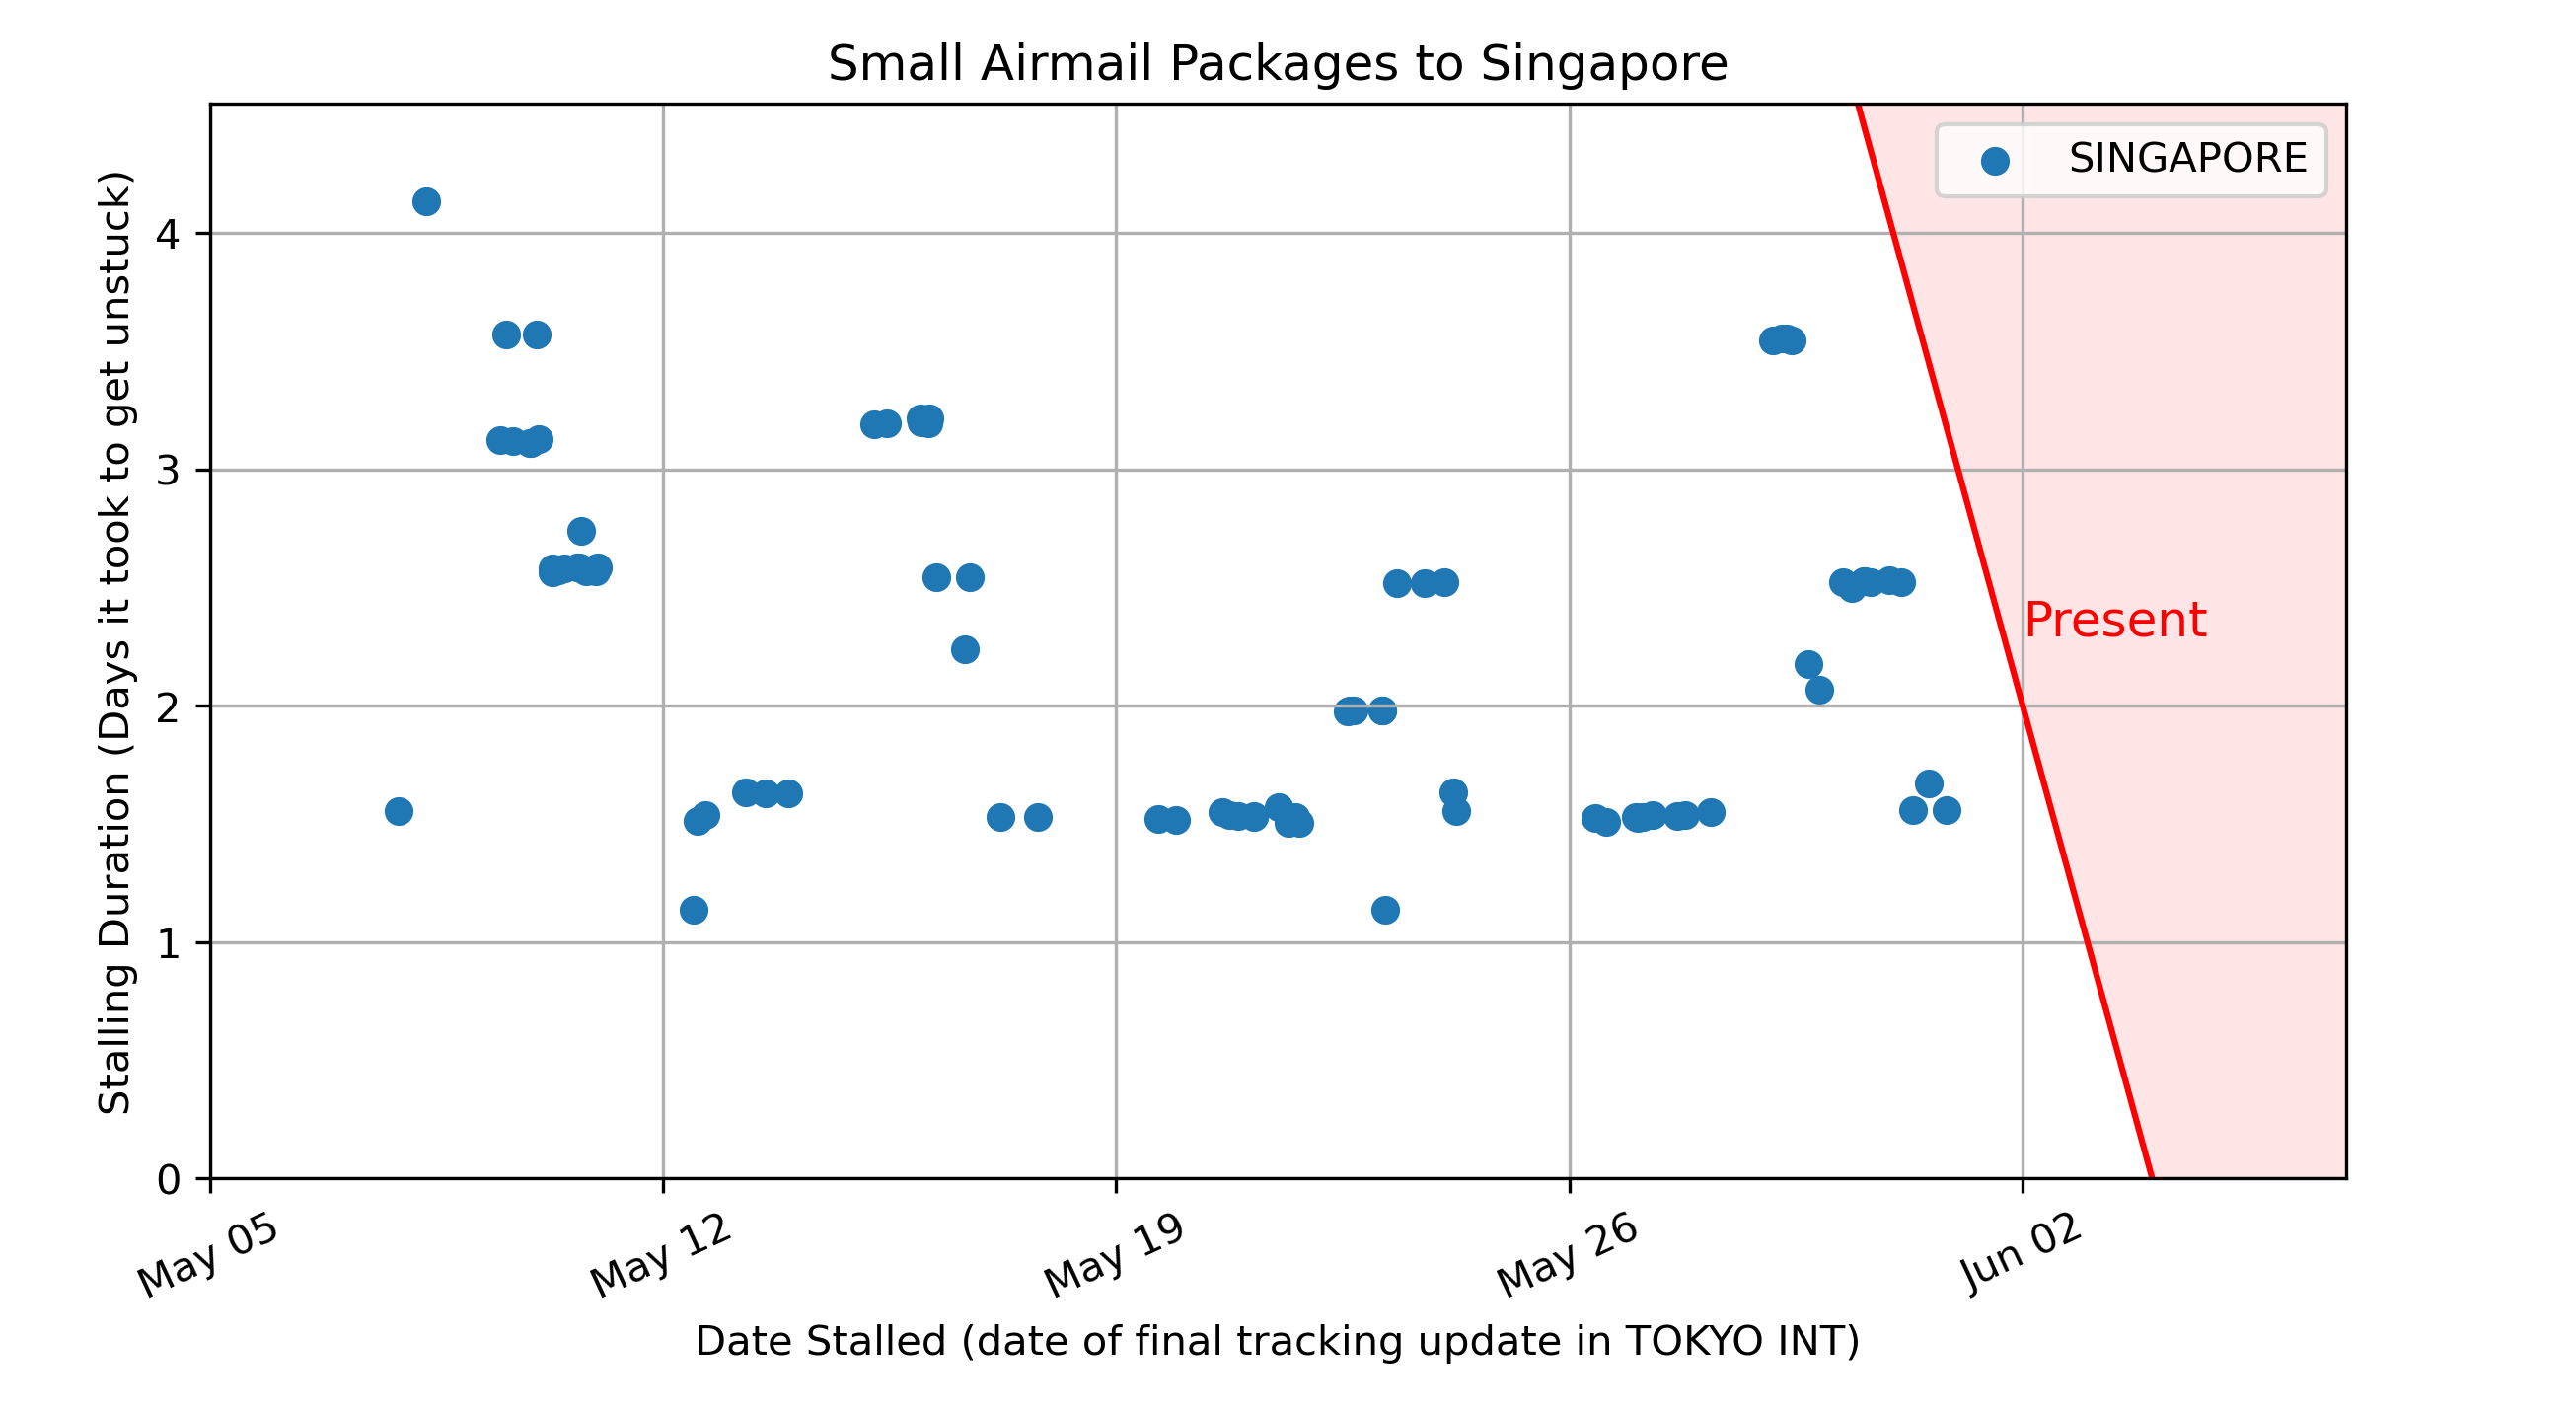 Small Airmail Packages to Singapore
SINGAPORE
Stalling Duration (Days it took to get unstuck)
4
3
2
1
0
Present
May 05
May 12
May 19
May 26
Jun 02
Date Stalled (date of final tracking update in TOKYO INT)